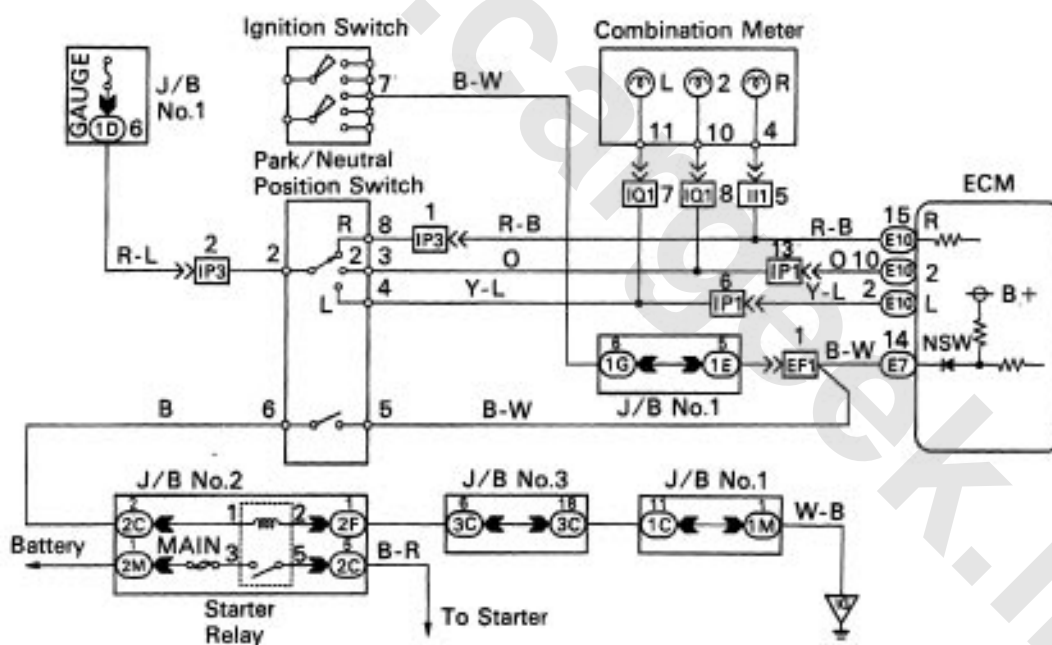 Ignition Switch
Combination Meter
GAUGE
J/B
No.1
1D 6
7
B-W
L 2 R
11 10 4
Park/Neutral
Position Switch
IQ1 7 IQ1 8 II1 5
ECM
R 8
1
IP3
R-B
R-B
15
E10
R
R-L
2
IP3
2
2 3
O
13
IP1
O 10
E10
2
L 4
Y-L
6
IP1
Y-L 2
E10
L
B+
6 5
1G 1E
J/B No.1
1
EF1
B-W
14
E7
NSW
B
6
5
B-W
J/B No.2
J/B No.3
J/B No.1
2
2C
1 2
1
2F
6 18
3C 3C
11 1
1C 1M
W-B
Battery
1
2M
MAIN
3 5
2C
B-R
Starter
Relay
To Starter